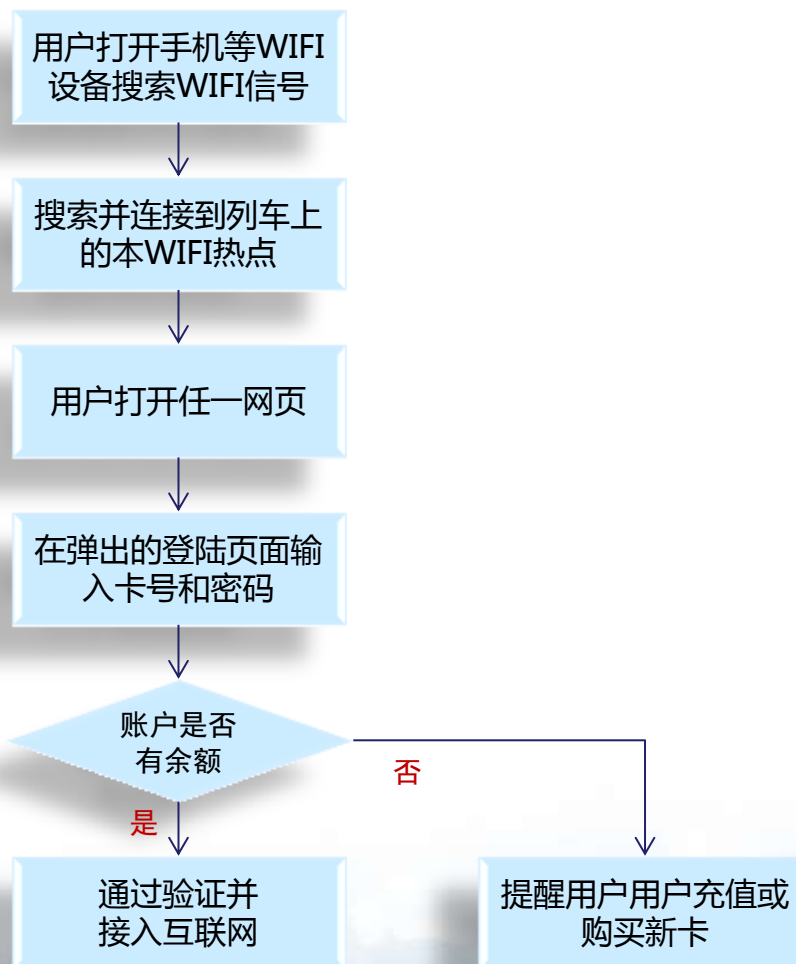 用户打开手机等WIFI
设备搜索WIFI信号
搜索并连接到列车上
的本WIFI热点
用户打开任一网页
在弹出的登陆页面输
入卡号和密码
账户是否
有余额
否
是
通过验证并
接入互联网
提醒用户用户充值或
购买新卡